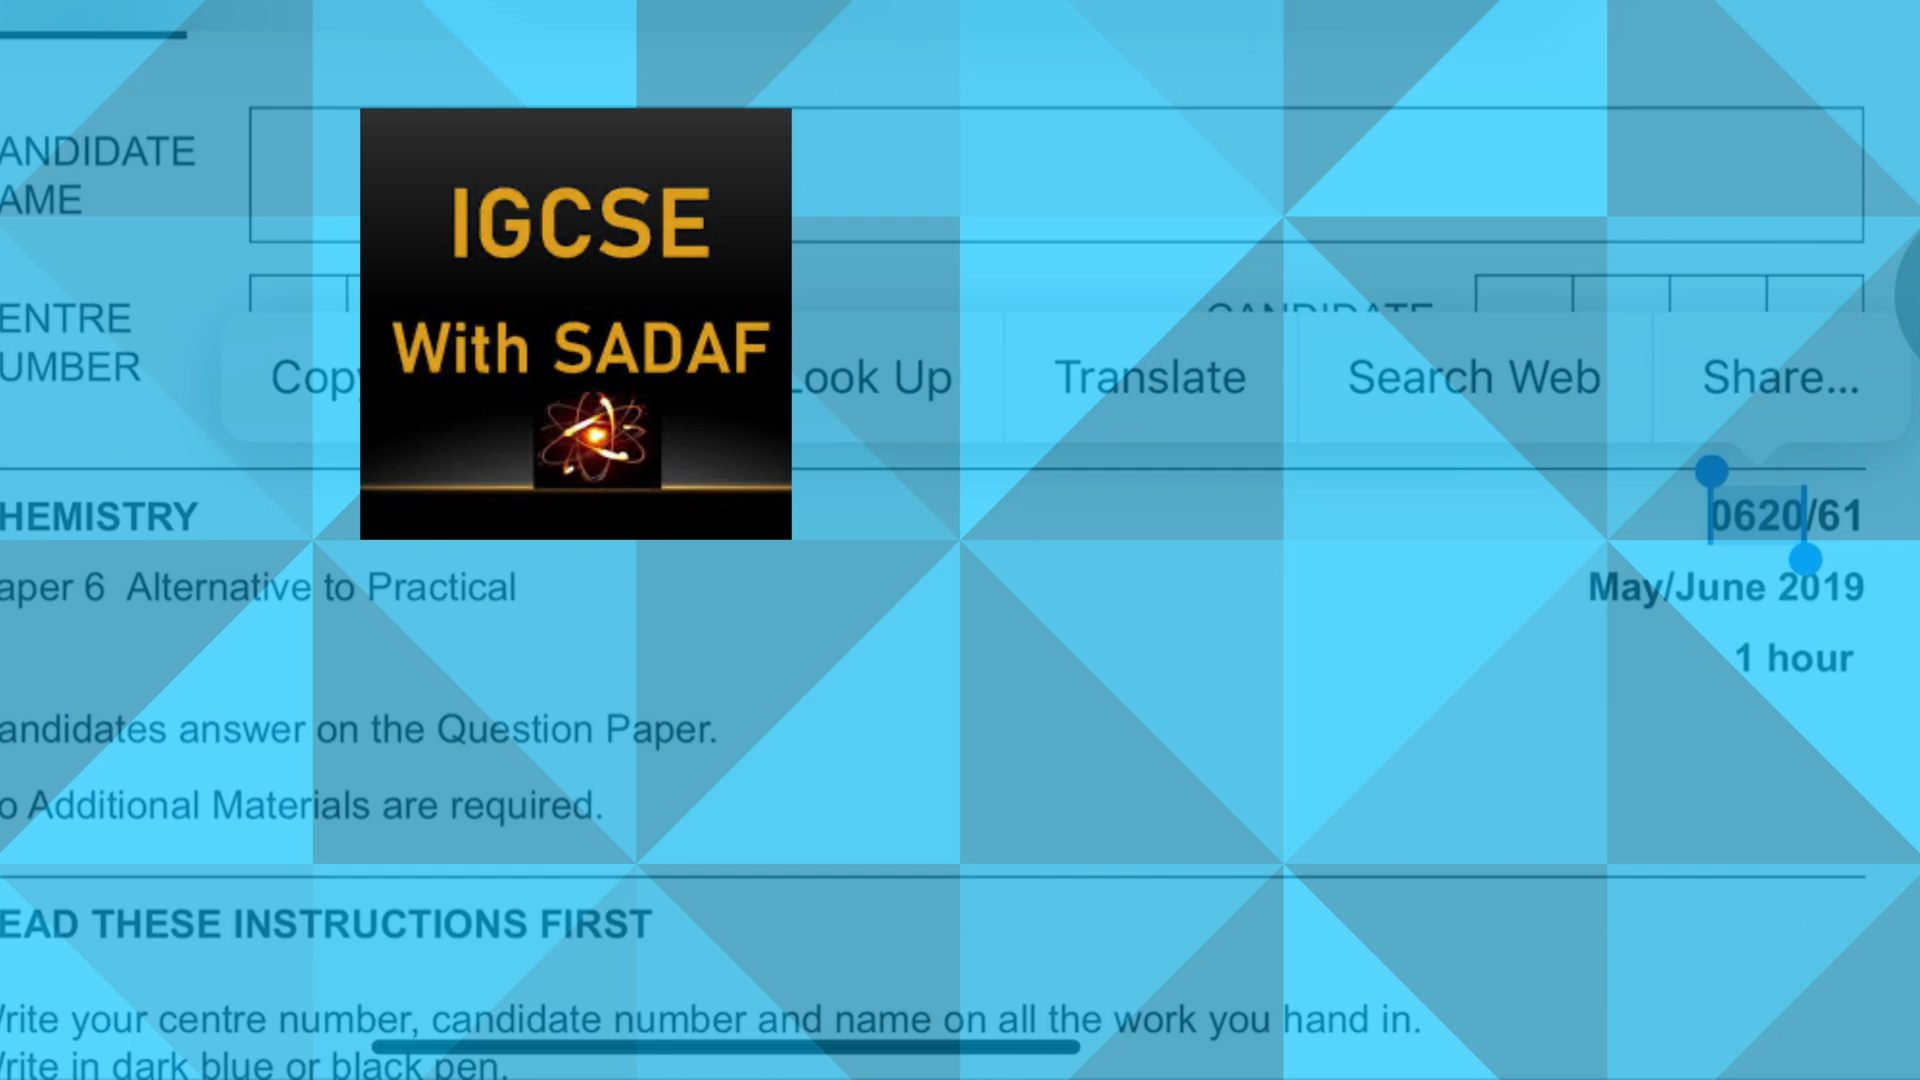 ANDIDATE
AME
IGCSE
With SADAF
ENTRE
UMBER
CANDIDATE
Copy
Look Up
Translate
Search Web
Share...
HEMISTRY
0620/61
aper 6 Alternative to Practical
May/June 2019
1 hour
andidates answer on the Question Paper.
o Additional Materials are required.
EAD THESE INSTRUCTIONS FIRST
rite your centre number, candidate number and name on all the work you hand in.
rite in dark blue or black pen.